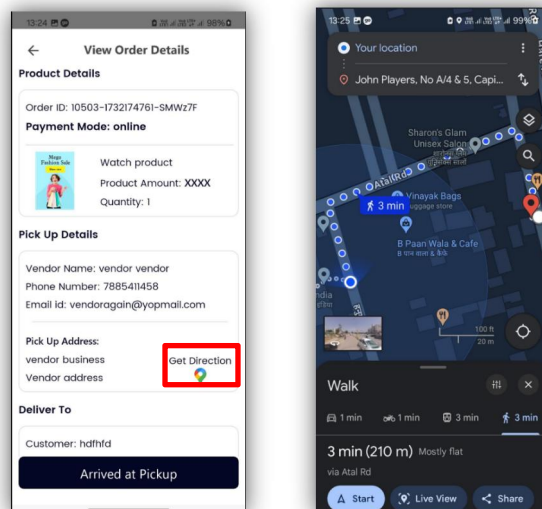 13:24
98%
View Order Details
Product Details
Order ID: 10503-1732174761-SMWz7F
Payment Mode: online
Mega
Fashion Sale
Watch product
Product Amount: XXXX
Quantity: 1
Pick Up Details
Vendor Name: vendor vendor
Phone Number: 7885411458
Email id: vendoragain@yopmail.com
Pick Up Address:
vendor business
Get Direction
Vendor address
Deliver To
Customer: hdfhfd
Arrived at Pickup
13:25
99%
Your location
John Players, No A/4 & 5, Capi...
Sharon's Glam
Unisex Salon
Atal Rd
3 min
Vinayak Bags
Luggage store
B Paan Wala & Cafe
100 ft
20 m
Walk
1 min
1 min
3 min
3 min
3 min (210 m) Mostly flat
via Atal Rd
Start
Live View
Share